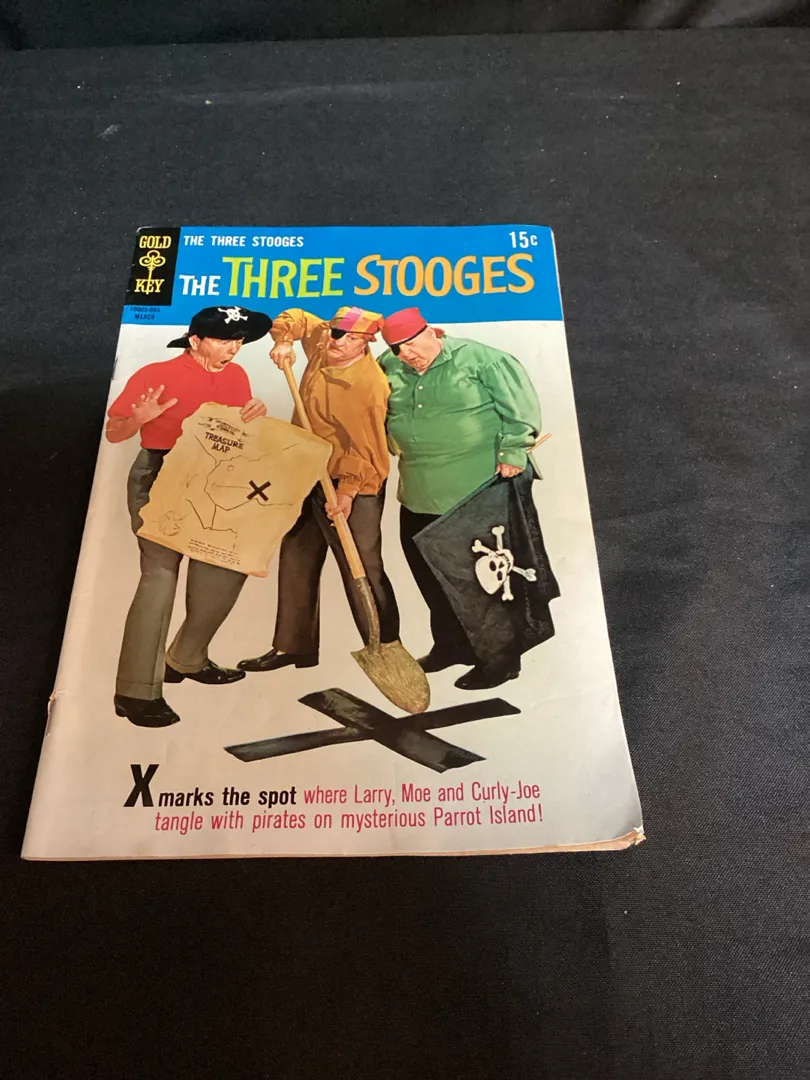 GOLD
KEY
THE THREE STOOGES
15¢
THE THREE STOOGES
MARCH
TREASURE
MAP
X marks the spot where Larry, Moe and Curly-Joe
tangle with pirates on mysterious Parrot Island!